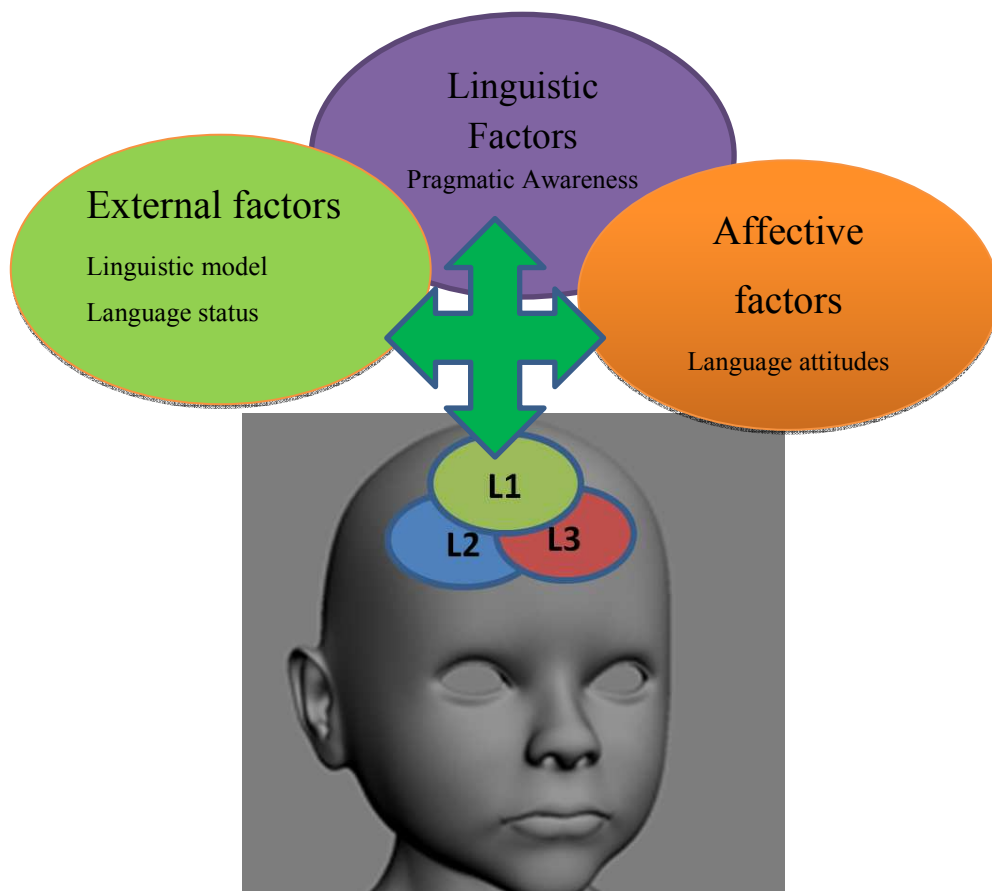 Linguistic
Factors
Pragmatic Awareness
External factors
Linguistic model
Language status
Affective
factors
Language attitudes
L1
L2
L3